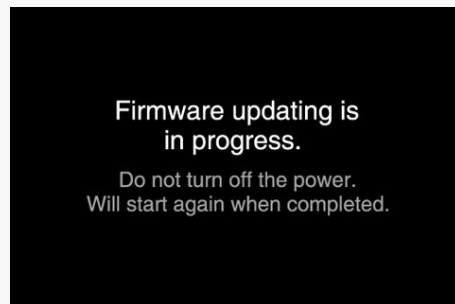 Firmware updating is
in progress.
Do not turn off the power.
Will start again when completed.